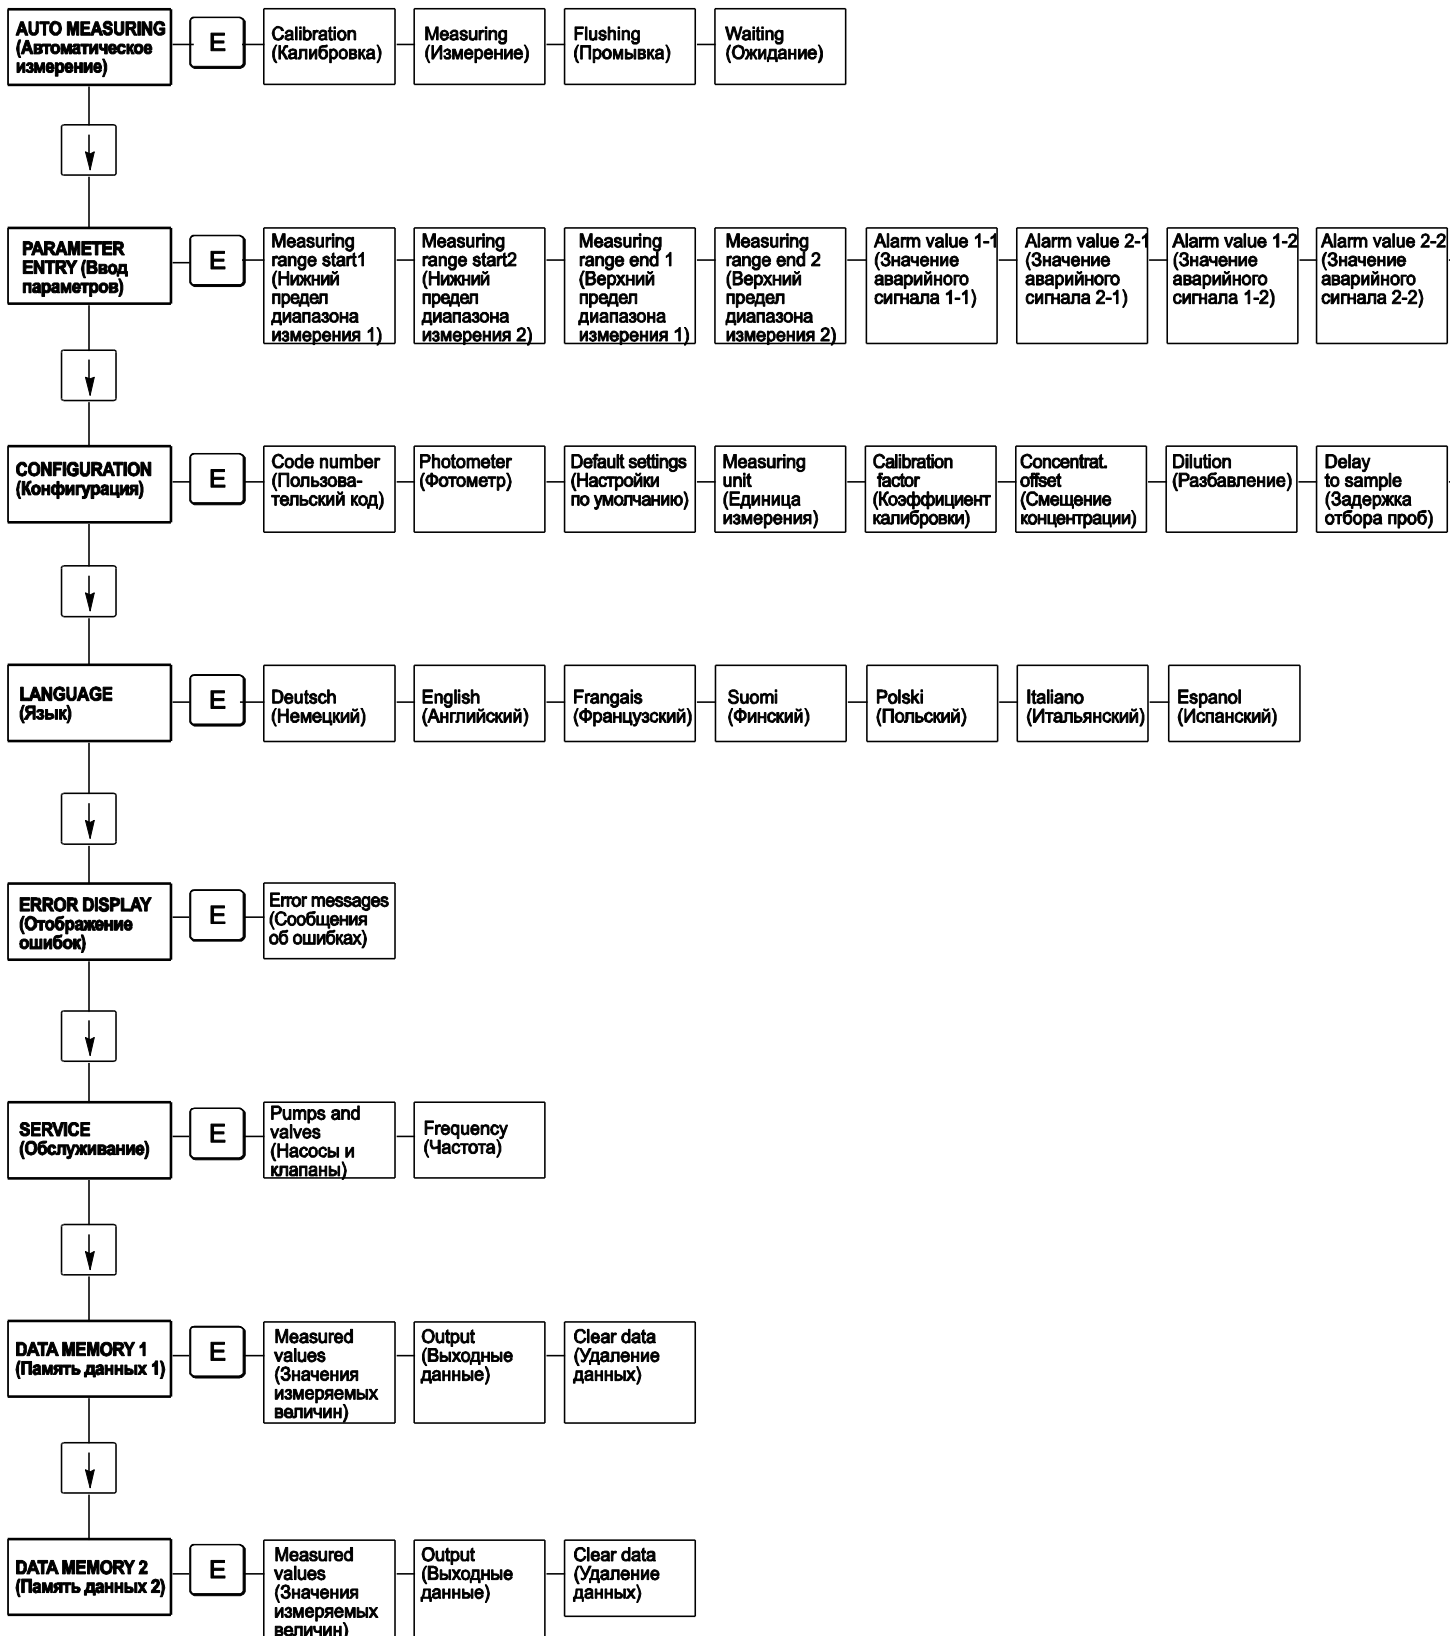 AUTO MEASURING
(Автоматическое
измерение)
E
Calibration
(Калибровка)
Measuring
(Измерение)
Flushing
(Промывка)
Waiting
(Ожидание)
PARAMETER
ENTRY (Ввод
параметров)
E
Measuring
range start1
(Нижний
предел
диапазона
измерения 1)
Measuring
range start2
(Нижний
предел
диапазона
измерения 2)
Measuring
range end 1
(Верхний
предел
диапазона
измерения 1)
Measuring
range end 2
(Верхний
предел
диапазона
измерения 2)
Alarm value 1-1
(Значение
аварийного
сигнала 1-1)
Alarm value 2-1
(Значение
аварийного
сигнала 2-1)
Alarm value 1-2
(Значение
аварийного
сигнала 1-2)
Alarm value 2-2
(Значение
аварийного
сигнала 2-2)
CONFIGURATION
(Конфигурация)
E
Code number
(Пользова-
тельский код)
Photometer
(Фотометр)
Default settings
(Настройки
по умолчанию)
Measuring
unit
(Единица
измерения)
Calibration
factor
(Коэффициент
калибровки)
Concentrat.
offset
(Смещение
концентрации)
Dilution
(Разбавление)
Delay
to sample
(Задержка
отбора проб)
LANGUAGE
(Язык)
E
Deutsch
(Немецкий)
English
(Английский)
Frangais
(Французский)
Suomi
(Финский)
Polski
(Польский)
Italiano
(Итальянский)
Espanol
(Испанский)
ERROR DISPLAY
(Отображение
ошибок)
E
Error messages
(Сообщения
об ошибках)
SERVICE
(Обслуживание)
E
Pumps and
valves
(Насосы и
клапаны)
Frequency
(Частота)
DATA MEMORY 1
(Память данных 1)
E
Measured
values
(Значения
измеряемых
величин)
Output
(Выходные
данные)
Clear data
(Удаление
данных)
DATA MEMORY 2
(Память данных 2)
E
Measured
values
(Значения
измеряемых
величин)
Output
(Выходные
данные)
Clear data
(Удаление
данных)